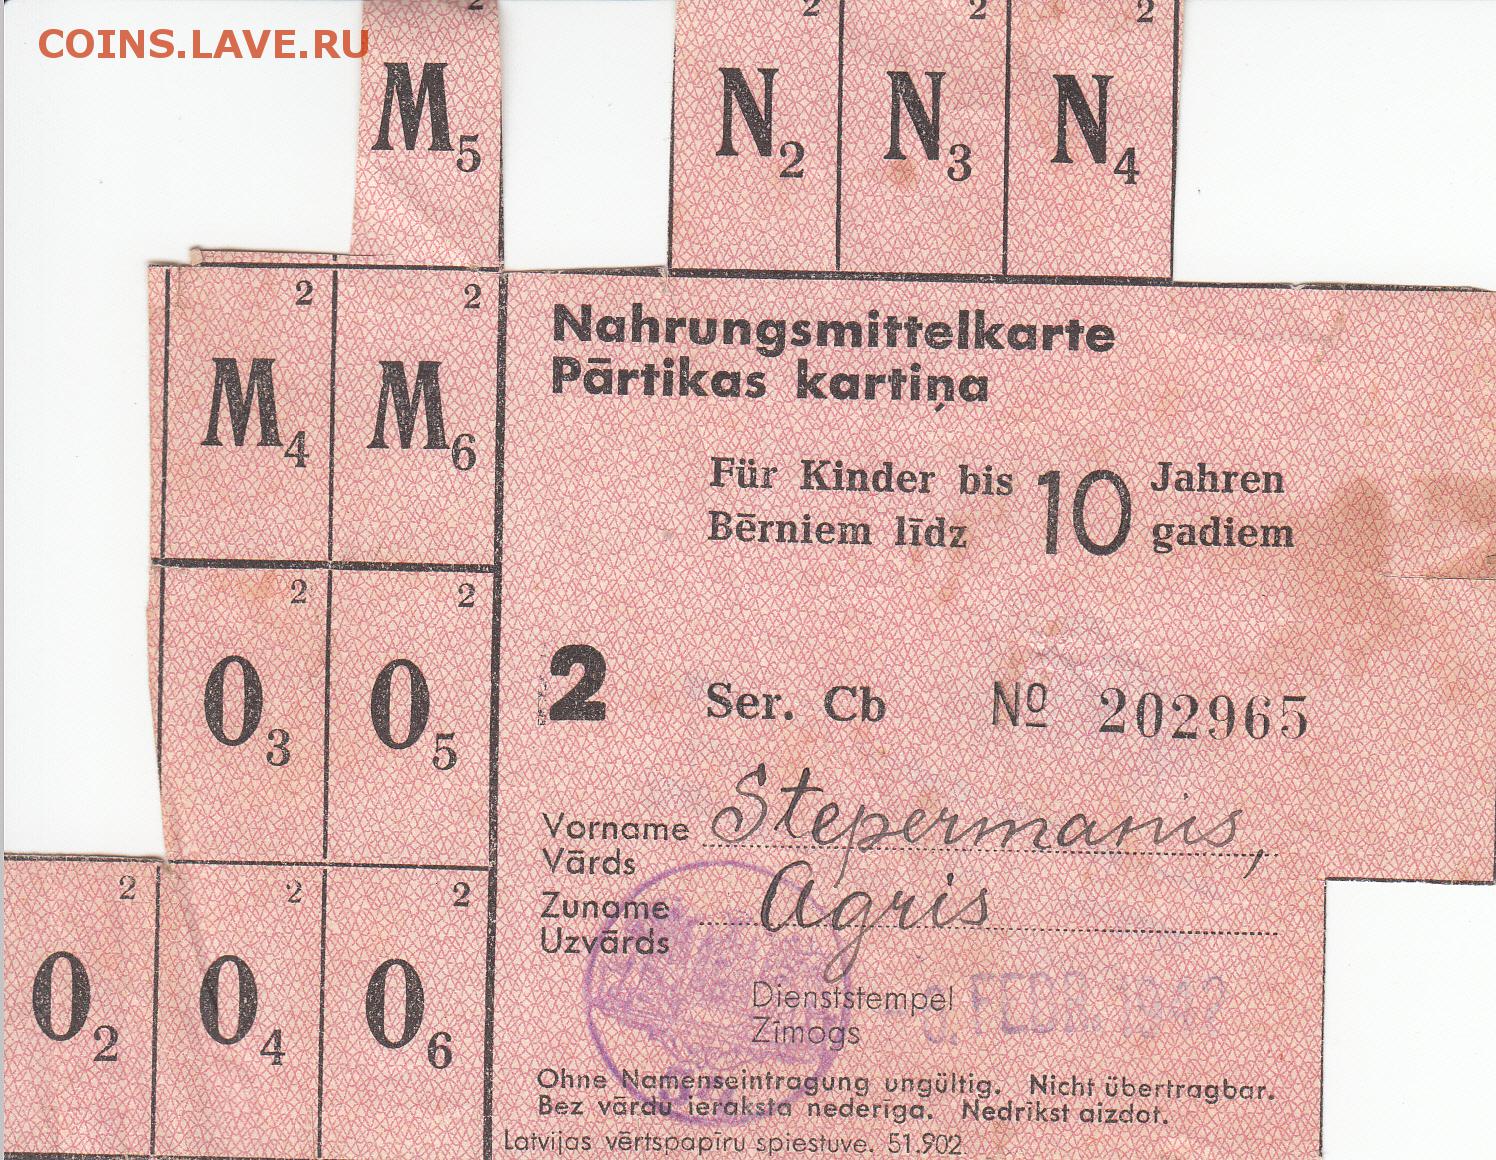 COINS.LAVE.RU
2
2 2 2
M5
N2 N3 N4
2 2
M4 M6
Nahrungsmittelkarte
Pārtikas kartiņa
Für Kinder bis 10 Jahren
Bērniem līdz gadiem
2 2
O3 O5
2 Ser. Cb Nº 202965
Vorname Stepermanis,
Vārds
Zuname Agris
Uzvārds
2 2 2
O2 O4 O6
Dienststempel
Zīmogs
FEBR. 1942
Ohne Namenseintragung ungültig. Nicht übertragbar.
Bez vārdu ieraksta nederīga. Nedrīkst aizdot.
Latvijas vērtspapīru spiestuve. 51.902